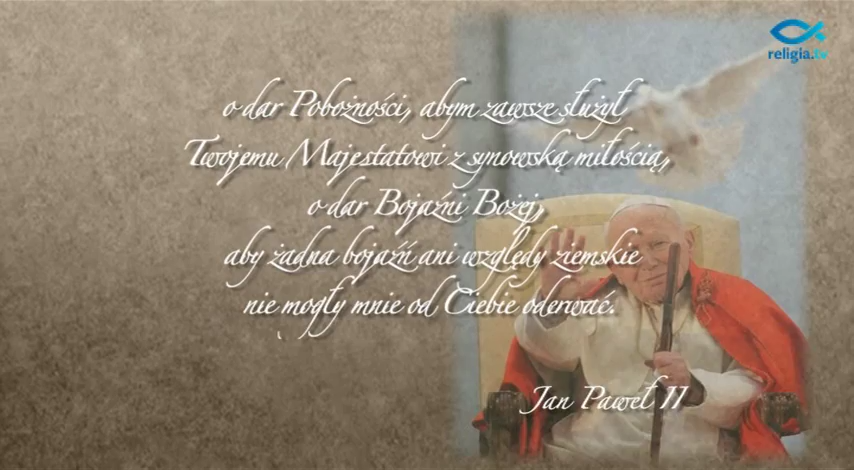 religia.tv
o dar Pobożności, abym zawsze służył
Twojemu Majestatowi z synowską miłością,
o dar Bojaźni Bożej,
aby żadna bojaźń ani względy ziemskie
nie mogły mnie od Ciebie oderwać.
Jan Paweł II